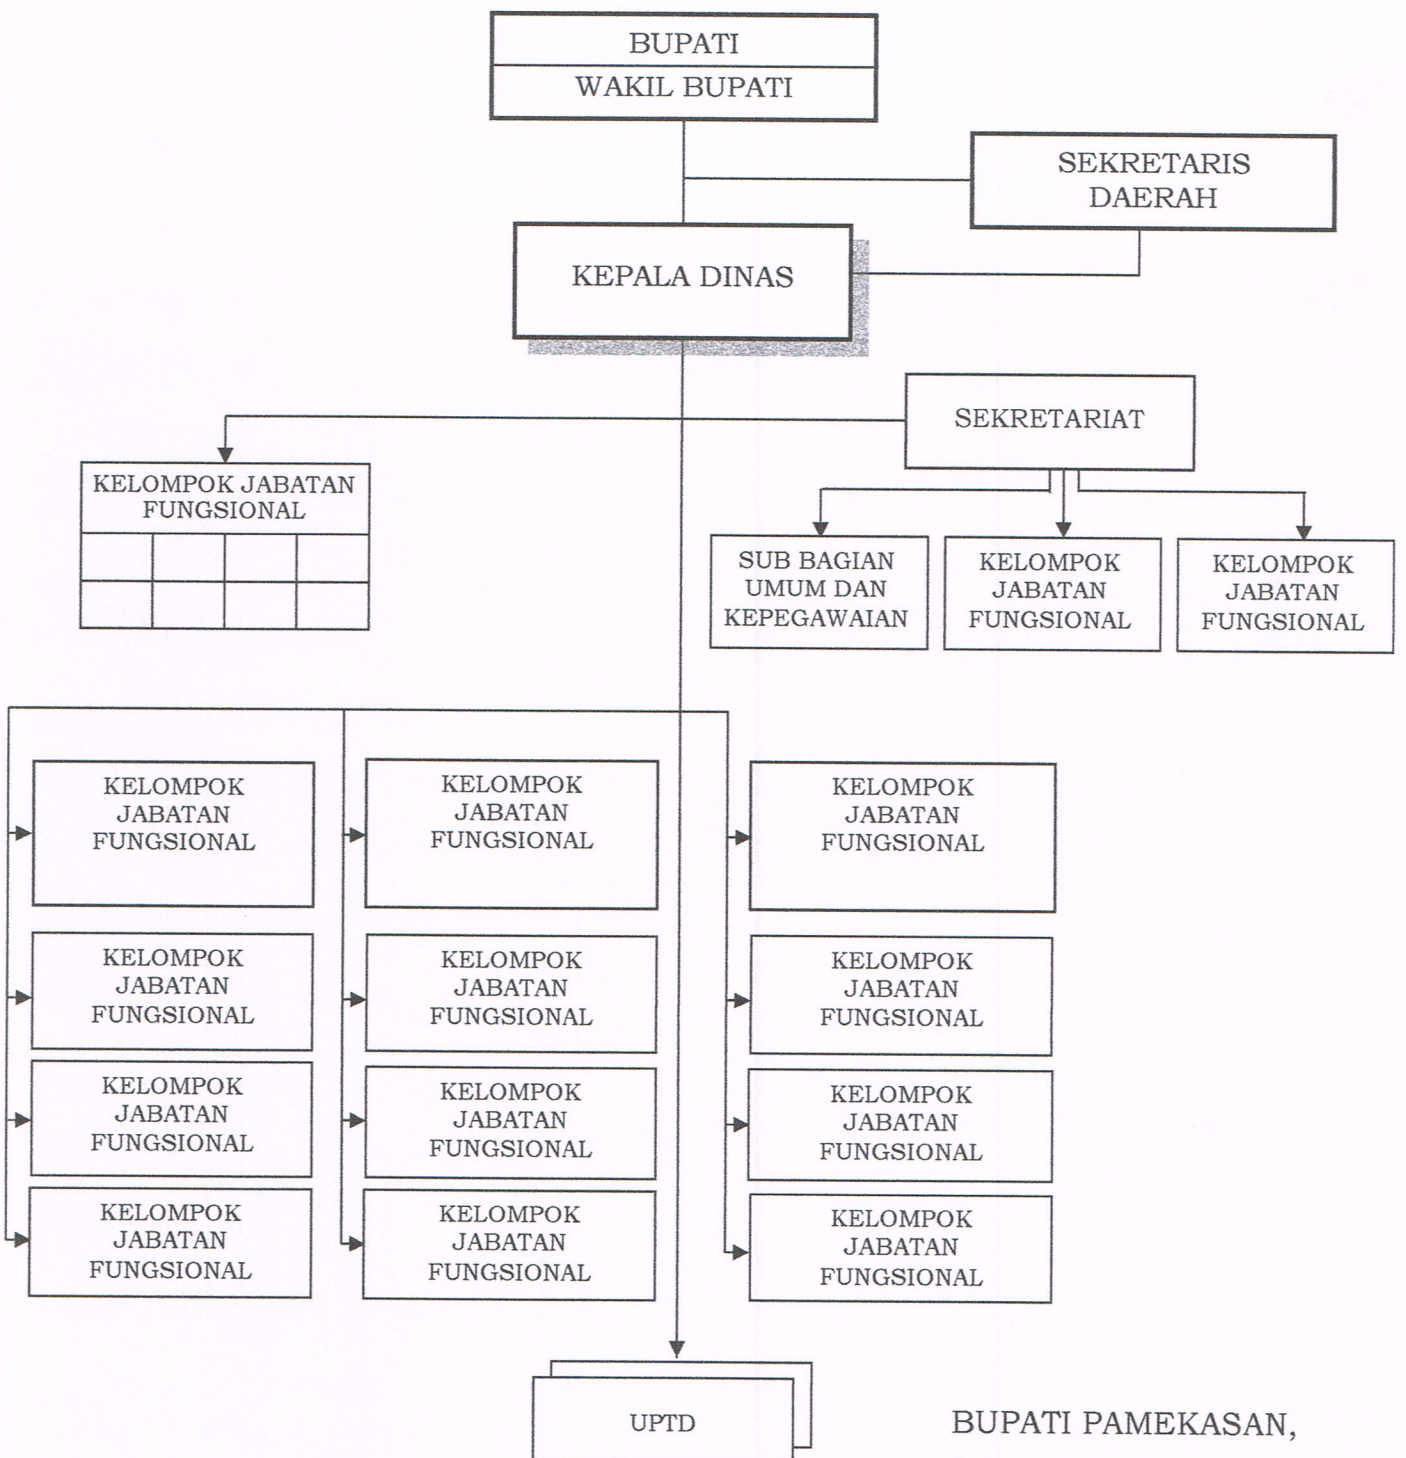 BUPATI
WAKIL BUPATI
SEKRETARIS
DAERAH
KEPALA DINAS
SEKRETARIAT
KELOMPOK JABATAN
FUNGSIONAL
SUB BAGIAN
UMUM DAN
KEPEGAWAIAN
KELOMPOK
JABATAN
FUNGSIONAL
KELOMPOK
JABATAN
FUNGSIONAL
KELOMPOK
JABATAN
FUNGSIONAL
KELOMPOK
JABATAN
FUNGSIONAL
KELOMPOK
JABATAN
FUNGSIONAL
KELOMPOK
JABATAN
FUNGSIONAL
KELOMPOK
JABATAN
FUNGSIONAL
KELOMPOK
JABATAN
FUNGSIONAL
KELOMPOK
JABATAN
FUNGSIONAL
KELOMPOK
JABATAN
FUNGSIONAL
KELOMPOK
JABATAN
FUNGSIONAL
KELOMPOK
JABATAN
FUNGSIONAL
KELOMPOK
JABATAN
FUNGSIONAL
KELOMPOK
JABATAN
FUNGSIONAL
UPTD
BUPATI PAMEKASAN,